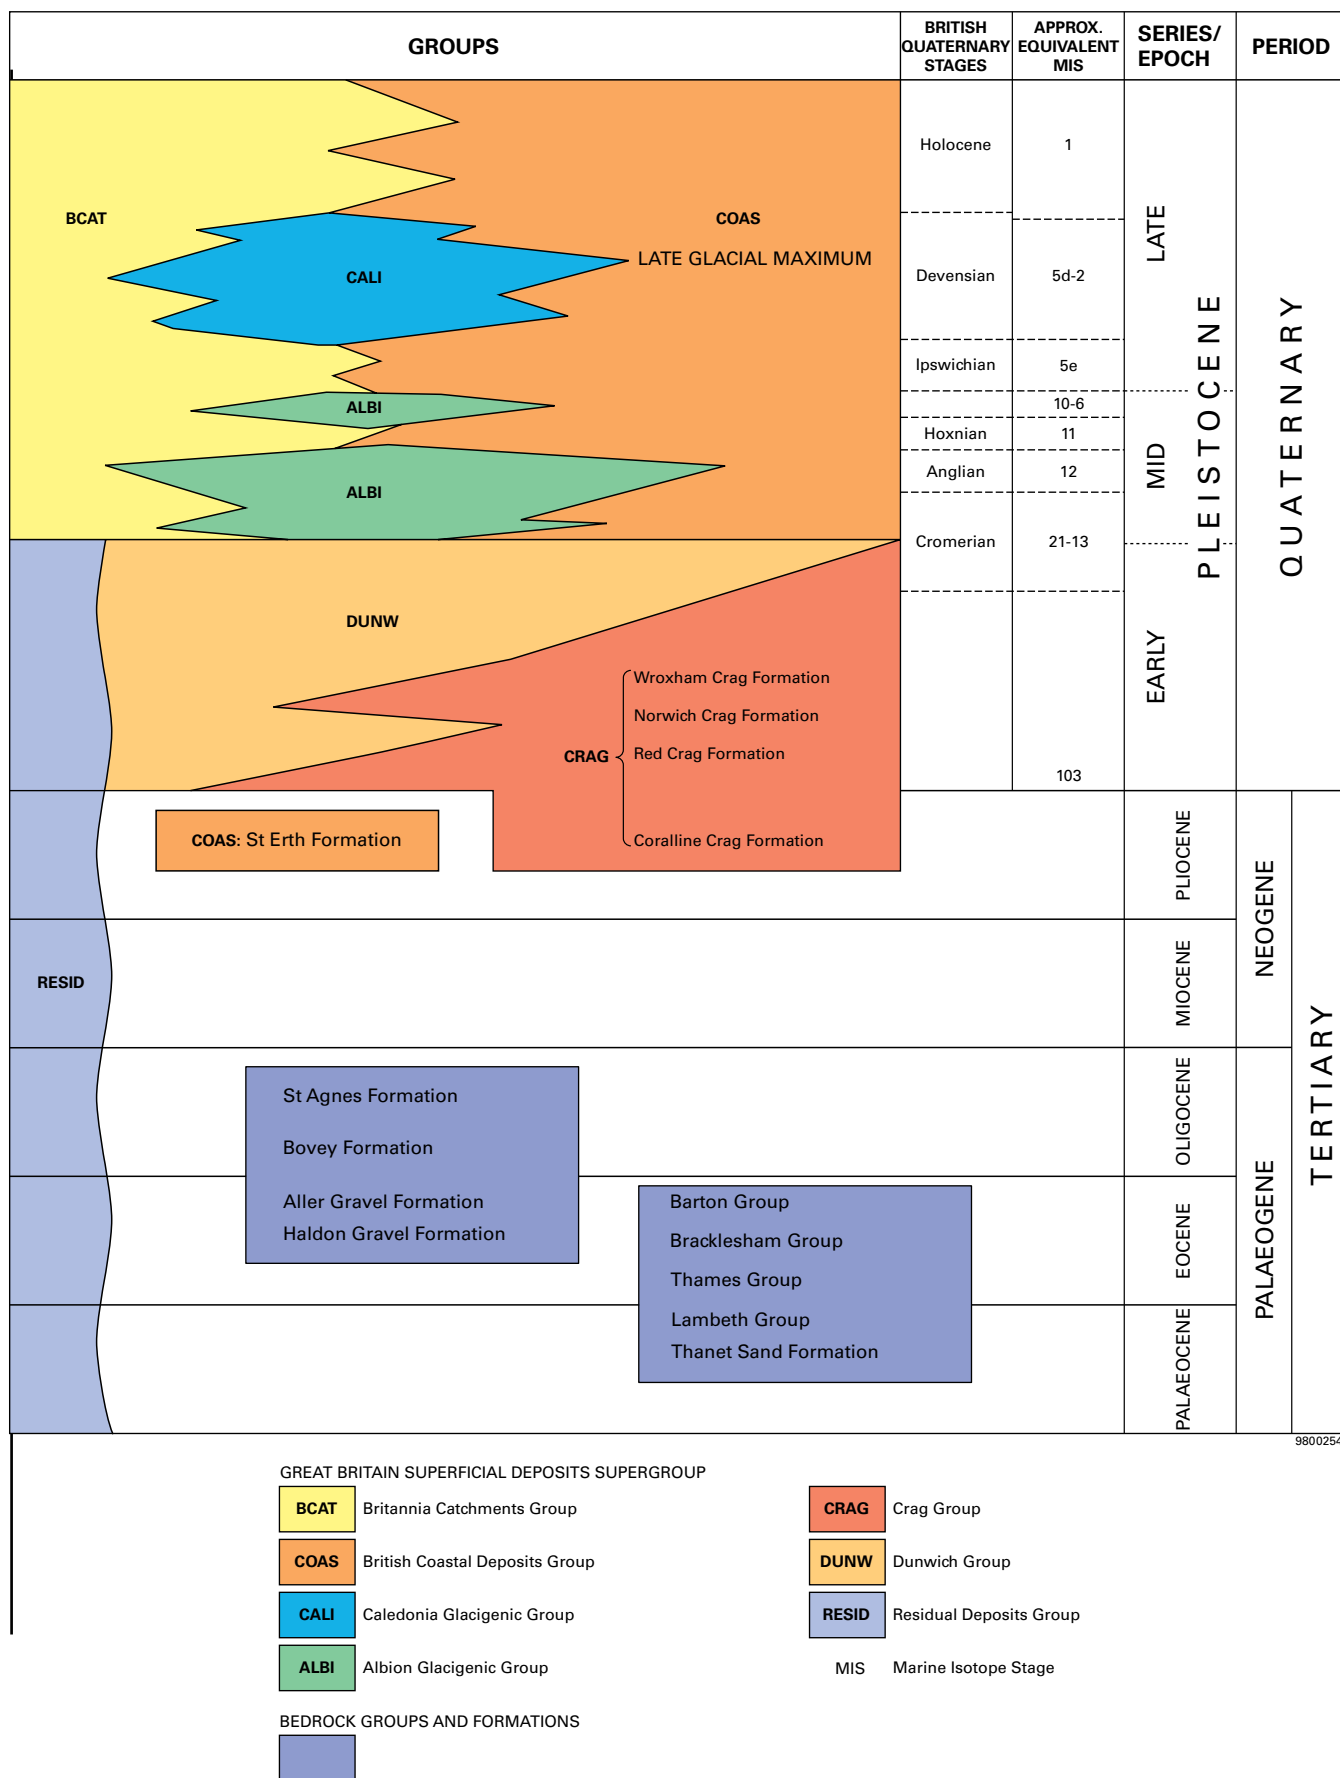 GROUPS
BRITISH
QUATERNARY
STAGES
APPROX.
EQUIVALENT
MIS
SERIES/
EPOCH
PERIOD
BCAT
COAS
LATE GLACIAL MAXIMUM
CALI
ALBI
ALBI
DUNW
CRAG
Wroxham Crag Formation
Norwich Crag Formation
Red Crag Formation
Coralline Crag Formation
COAS: St Erth Formation
RESID
St Agnes Formation
Bovey Formation
Aller Gravel Formation
Haldon Gravel Formation
Barton Group
Bracklesham Group
Thames Group
Lambeth Group
Thanet Sand Formation
Holocene
1
Devensian
5d-2
Ipswichian
5e
10-6
Hoxnian
11
Anglian
12
Cromerian
21-13
103
LATE
MID
EARLY
PLEISTOCENE
QUATERNARY
PLIOCENE
MIOCENE
NEOGENE
OLIGOCENE
EOCENE
PALAEOCENE
PALAEOGENE
TERTIARY
9800254
GREAT BRITAIN SUPERFICIAL DEPOSITS SUPERGROUP
BCAT Britannia Catchments Group
COAS British Coastal Deposits Group
CALI Caledonia Glacigenic Group
ALBI Albion Glacigenic Group
CRAG Crag Group
DUNW Dunwich Group
RESID Residual Deposits Group
MIS Marine Isotope Stage
BEDROCK GROUPS AND FORMATIONS